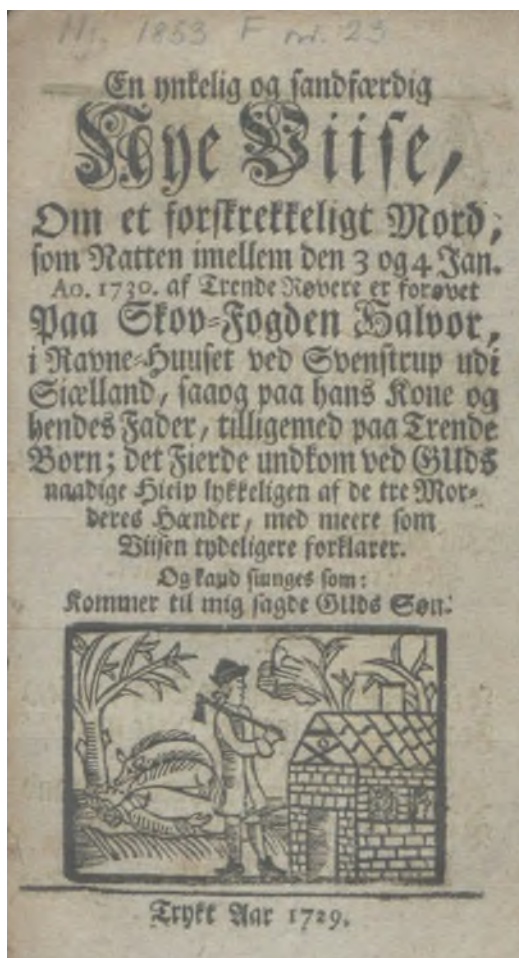 Hi. 1853 F nr. 23
En ynkelig og sandfærdig
Nye Viise,
Om et forskrekkeligt Mord,
som Natten imellem den 3 og 4 Jan.
Ao. 1730. af Trende Røvere er forøvet
Paa Skov-Fogden Halvor,
i Ravne-Huuset ved Svenstrup udi
Siælland, saavog paa hans Kone og
hendes Fader, tilligemed paa Trende
Børn; det Fierde undkom ved GUds
naadige Hielp lykkeligen af de tre Mor-
deres Hænder, med meere som
Viisen tydeligere forklarer.
Og kand siunges som:
Kommer til mig sagde GUds Søn.
Trykt Aar 1729.